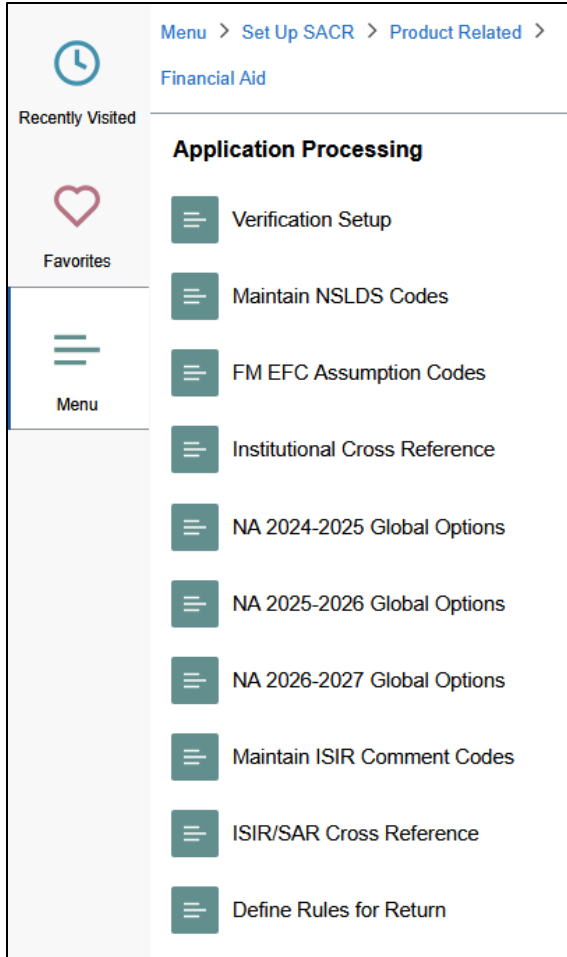 Menu > Set Up SACR > Product Related >
Financial Aid
Recently Visited
Favorites
Menu
Application Processing
Verification Setup
Maintain NSLDS Codes
FM EFC Assumption Codes
Institutional Cross Reference
NA 2024-2025 Global Options
NA 2025-2026 Global Options
NA 2026-2027 Global Options
Maintain ISIR Comment Codes
ISIR/SAR Cross Reference
Define Rules for Return